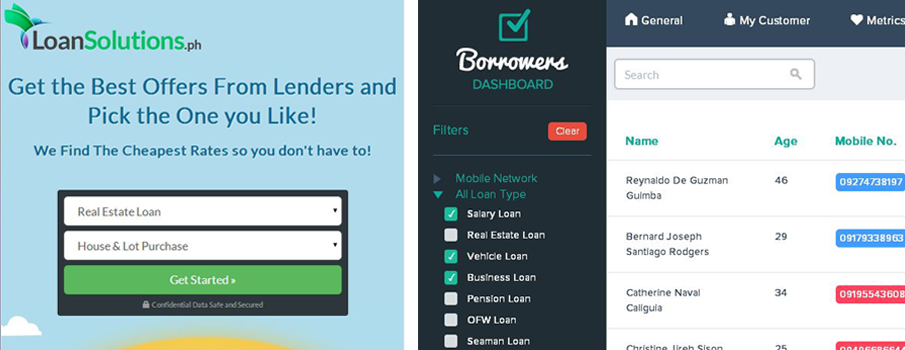 LoanSolutions.ph
Get the Best Offers From Lenders and
Pick the One you Like!
We Find The Cheapest Rates so you don't have to!
Real Estate Loan
House & Lot Purchase
Get Started »
Confidential Data Safe and Secured
Borrowers
DASHBOARD
Filters
Clear
Mobile Network
All Loan Type
Salary Loan
Real Estate Loan
Vehicle Loan
Business Loan
Pension Loan
OFW Loan
Seaman Loan
General
My Customer
Metrics
Search
Name Age Mobile No.
Reynaldo De Guzman
Guimba
46
09274738197
Bernard Joseph
Santiago Rodgers
29
09179338963
Catherine Naval
Caliguia
34
09195543608
Christine Jireh Sison
25